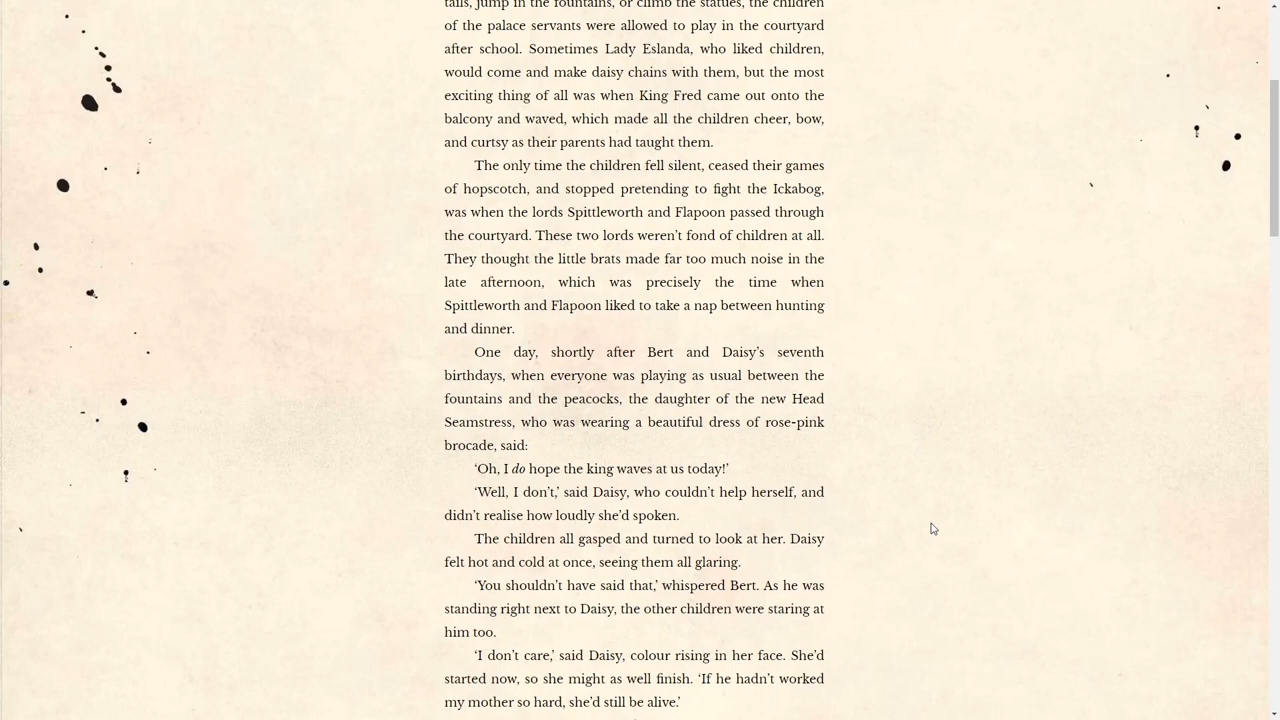 tails, jump in the fountains, or climb the statues, the children
of the palace servants were allowed to play in the courtyard
after school. Sometimes Lady Eslanda, who liked children,
would come and make daisy chains with them, but the most
exciting thing of all was when King Fred came out onto the
balcony and waved, which made all the children cheer, bow,
and curtsy as their parents had taught them.
The only time the children fell silent, ceased their games
of hopscotch, and stopped pretending to fight the Ickabog,
was when the lords Spittleworth and Flapoon passed through
the courtyard. These two lords weren’t fond of children at all.
They thought the little brats made far too much noise in the
late afternoon, which was precisely the time when
Spittleworth and Flapoon liked to take a nap between hunting
and dinner.
One day, shortly after Bert and Daisy’s seventh
birthdays, when everyone was playing as usual between the
fountains and the peacocks, the daughter of the new Head
Seamstress, who was wearing a beautiful dress of rose-pink
brocade, said:
‘Oh, I do hope the king waves at us today!’
‘Well, I don’t,’ said Daisy, who couldn’t help herself, and
didn’t realise how loudly she’d spoken.
The children all gasped and turned to look at her. Daisy
felt hot and cold at once, seeing them all glaring.
‘You shouldn’t have said that,’ whispered Bert. As he was
standing right next to Daisy, the other children were staring at
him too.
‘I don’t care,’ said Daisy, colour rising in her face. She’d
started now, so she might as well finish. ‘If he hadn’t worked
my mother so hard, she’d still be alive.’